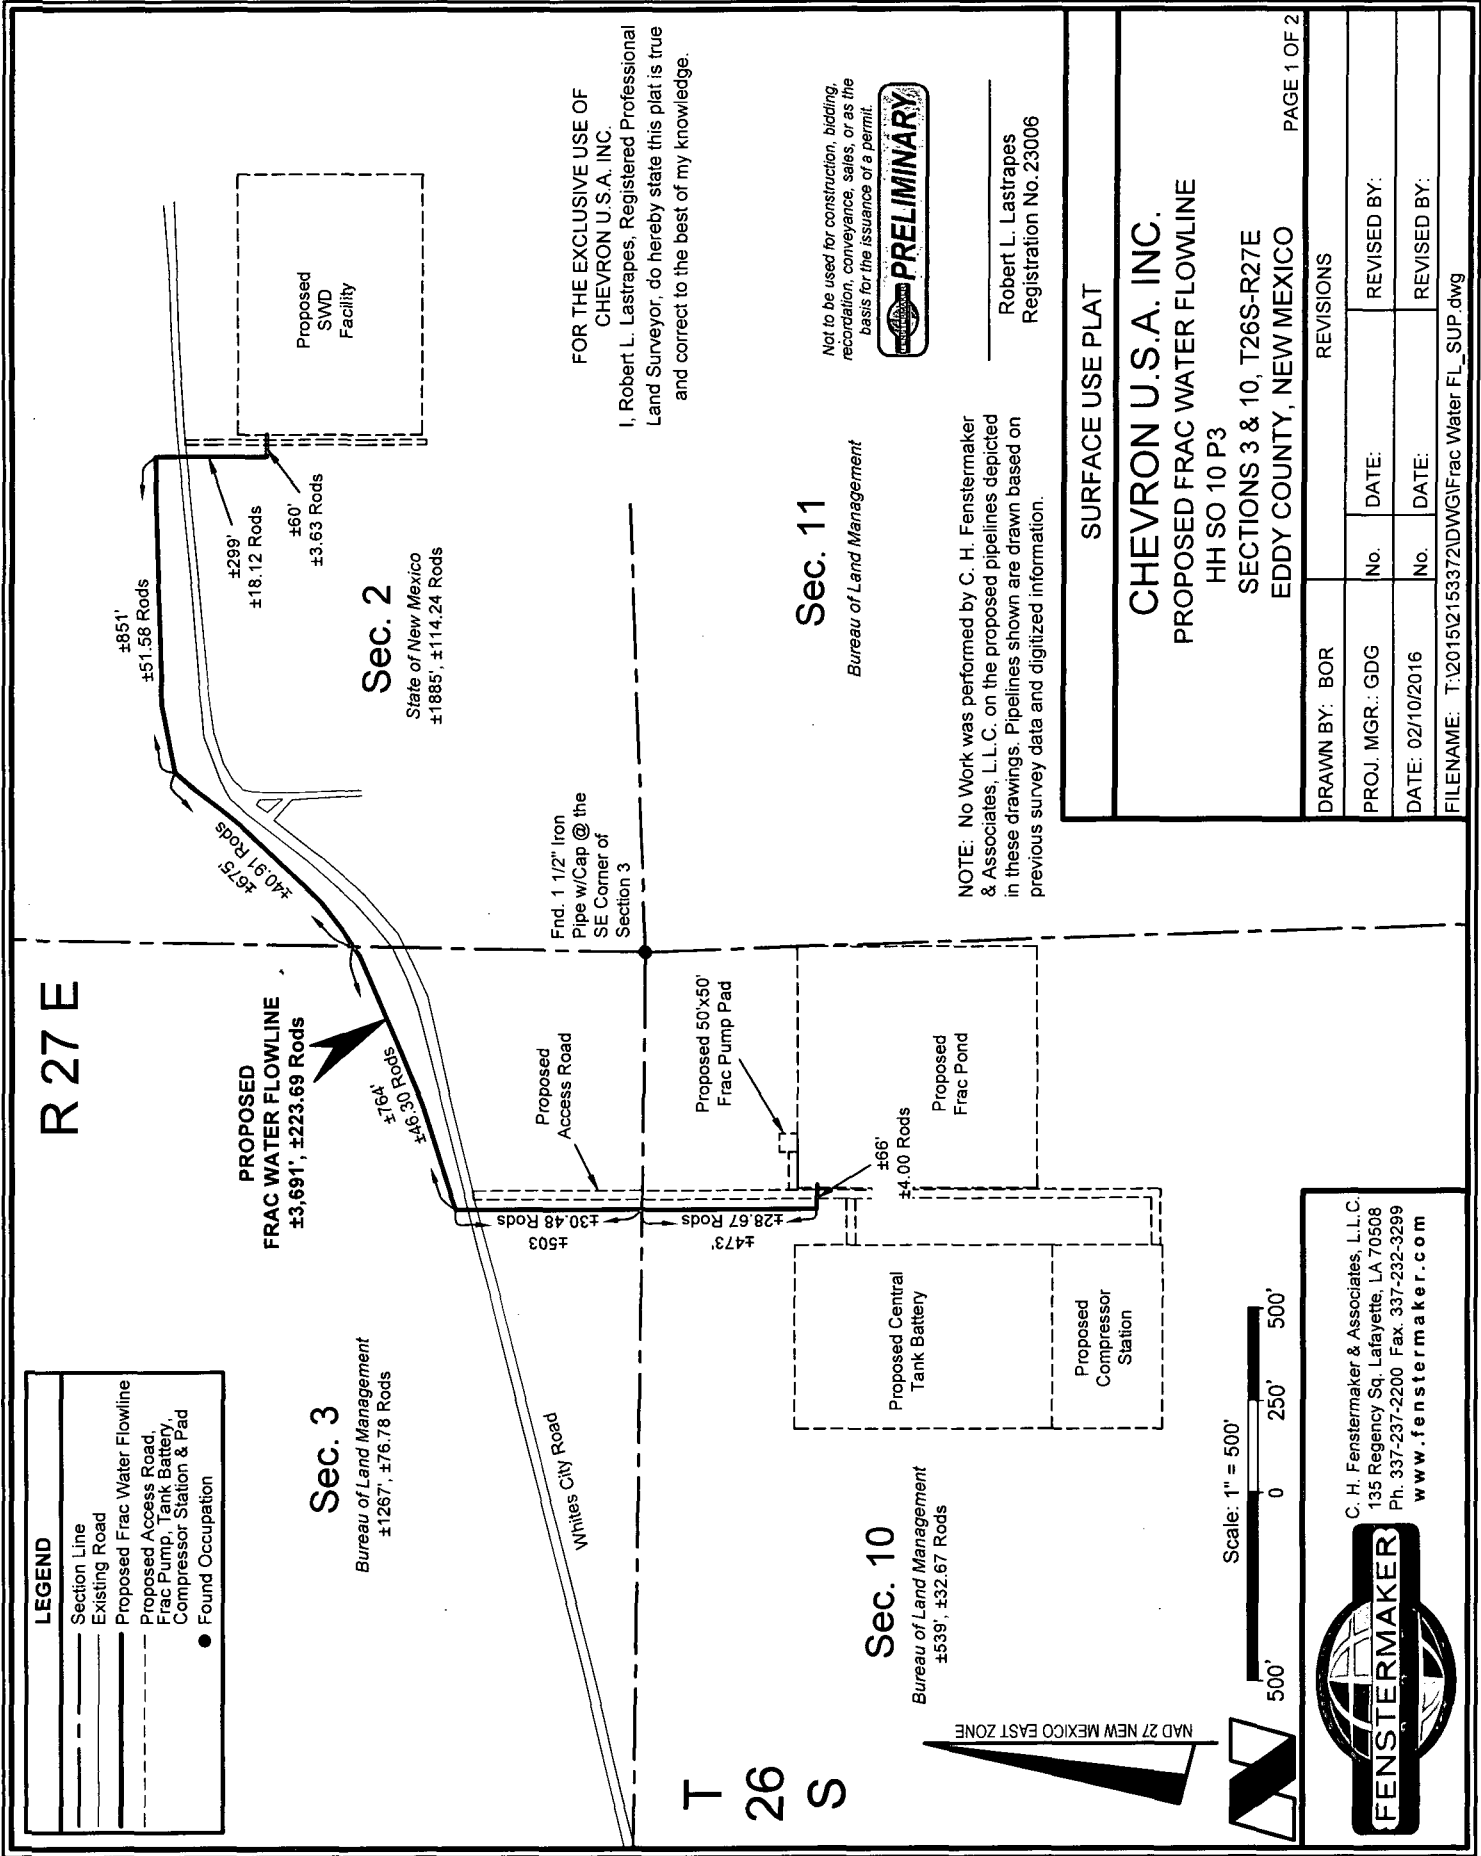 LEGEND
Section Line
Existing Road
Proposed Frac Water Flowline
Proposed Access Road,
Frac Pump, Tank Battery,
Compressor Station & Pad
Found Occupation
R 27 E
PROPOSED
FRAC WATER FLOWLINE
±3,691', ±223.69 Rods
±851'
±51.58 Rods
±299'
±18.12 Rods
±60'
±3.63 Rods
Proposed
SWD
Facility
±675'
±40.91 Rods
Sec. 2
State of New Mexico
±1885', ±114.24 Rods
Sec. 3
Bureau of Land Management
±1267', ±76.78 Rods
±764'
±46.30 Rods
Whites City Road
±503
±30.48 Rods
Proposed
Access Road
Fnd. 1 1/2" Iron
Pipe w/Cap @ the
SE Corner of
Section 3
FOR THE EXCLUSIVE USE OF
CHEVRON U.S.A. INC.
I, Robert L. Lastrapes, Registered Professional
Land Surveyor, do hereby state this plat is true
and correct to the best of my knowledge.
T
26
S
±473'
±28.67 Rods
Proposed 50'x50'
Frac Pump Pad
±66'
±4.00 Rods
Proposed
Frac Pond
Proposed Central
Tank Battery
Proposed
Compressor
Station
Sec. 10
Bureau of Land Management
±539', ±32.67 Rods
Sec. 11
Bureau of Land Management
Not to be used for construction, bidding,
recordation, conveyance, sales, or as the
basis for the issuance of a permit.
FENSTERMAKER
PRELIMINARY
Robert L. Lastrapes
Registration No. 23006
NOTE: No Work was performed by C. H. Fenstermaker
& Associates, L.L.C. on the proposed pipelines depicted
in these drawings. Pipelines shown are drawn based on
previous survey data and digitized information.
NAD 27 NEW MEXICO EAST ZONE
Scale: 1" = 500'
500' 0 250' 500'
FENSTERMAKER
C. H. Fenstermaker & Associates, L.L.C.
135 Regency Sq. Lafayette, LA 70508
Ph. 337-237-2200 Fax. 337-232-3299
www.fenstermaker.com
SURFACE USE PLAT
CHEVRON U.S.A. INC.
PROPOSED FRAC WATER FLOWLINE
HH SO 10 P3
SECTIONS 3 & 10, T26S-R27E
EDDY COUNTY, NEW MEXICO
PAGE 1 OF 2
DRAWN BY: BOR REVISIONS
PROJ. MGR.: GDG No. DATE: REVISED BY:
DATE: 02/10/2016 No. DATE: REVISED BY:
FILENAME: T:\2015\2153372\DWG\Frac Water FL_SUP.dwg